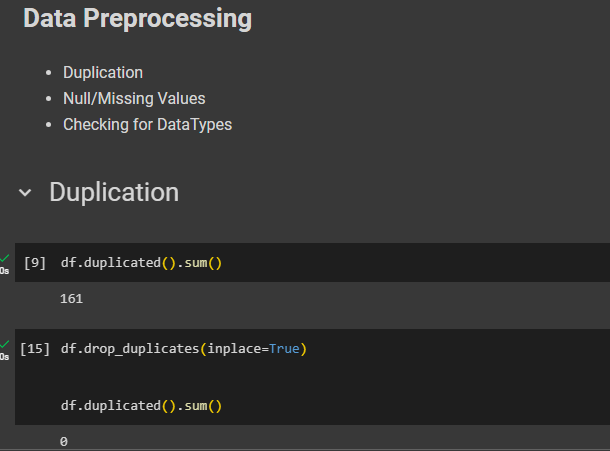 Data Preprocessing
• Duplication
• Null/Missing Values
• Checking for DataTypes
Duplication
0s
[9] df.duplicated().sum()
161
0s
[15] df.drop_duplicates(inplace=True)
df.duplicated().sum()
0